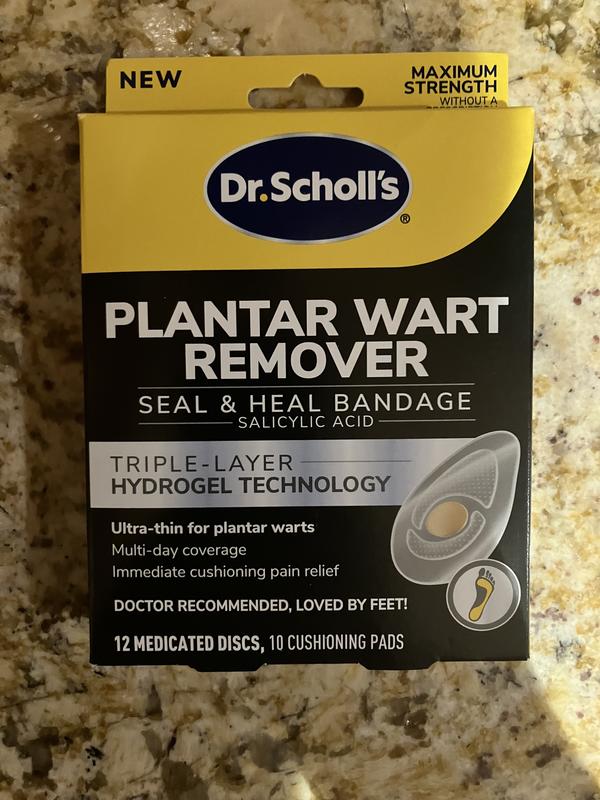 NEW
MAXIMUM
STRENGTH
WITHOUT A
PRESCRIPTION
Dr.Scholl's®
PLANTAR WART
REMOVER
SEAL & HEAL BANDAGE
SALICYLIC ACID
TRIPLE-LAYER
HYDROGEL TECHNOLOGY
Ultra-thin for plantar warts
Multi-day coverage
Immediate cushioning pain relief
DOCTOR RECOMMENDED, LOVED BY FEET!
12 MEDICATED DISCS, 10 CUSHIONING PADS